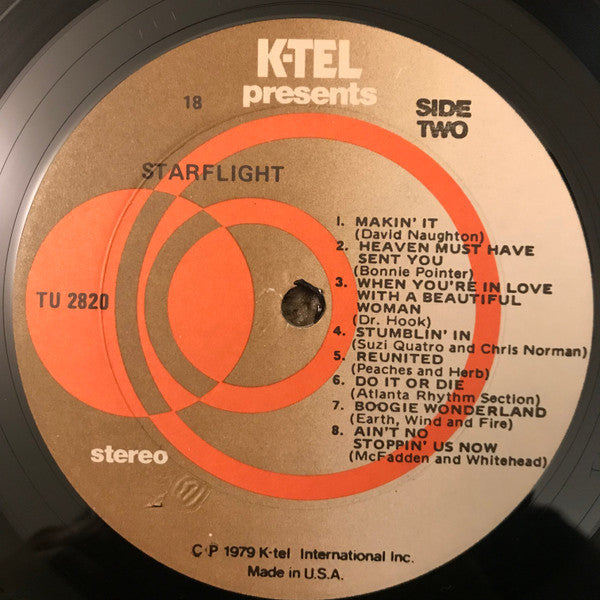 K-TEL
presents
18
SIDE
TWO
STARFLIGHT
1. MAKIN' IT
(David Naughton)
2. HEAVEN MUST HAVE
SENT YOU
(Bonnie Pointer)
3. WHEN YOU'RE IN LOVE
WITH A BEAUTIFUL
WOMAN
(Dr. Hook)
4. STUMBLIN' IN
(Suzi Quatro and Chris Norman)
5. REUNITED
(Peaches and Herb)
6. DO IT OR DIE
(Atlanta Rhythm Section)
7. BOOGIE WONDERLAND
(Earth, Wind and Fire)
8. AIN'T NO
STOPPIN' US NOW
(McFadden and Whitehead)
TU 2820
stereo
C P 1979 K-tel International Inc.
Made in U.S.A.